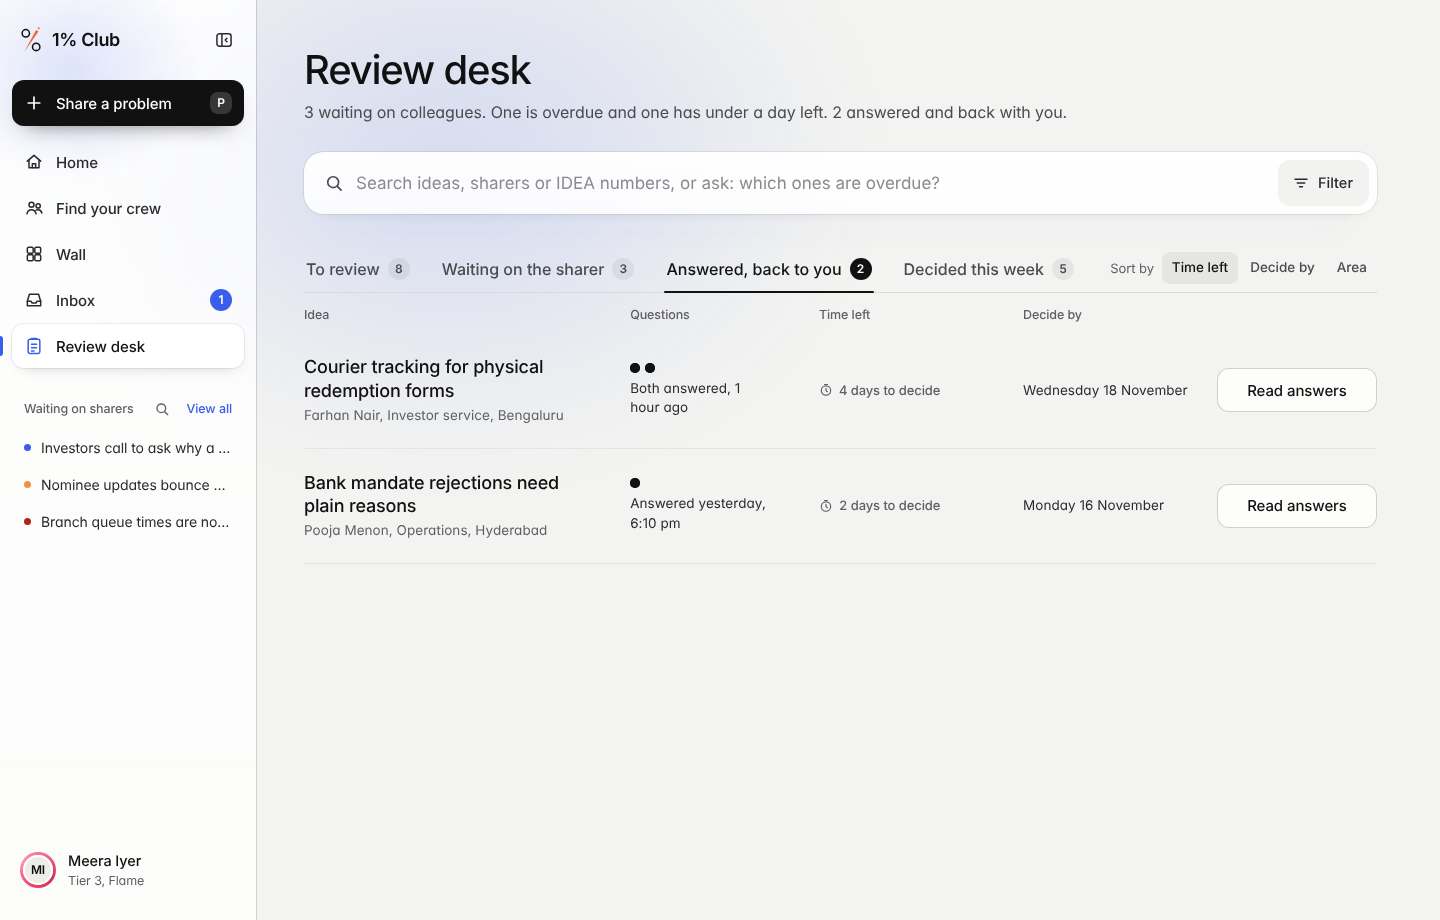 1% Club
Share a problem P
Home
Find your crew
Wall
Inbox 1
Review desk
Waiting on sharers View all
Investors call to ask why a ...
Nominee updates bounce ...
Branch queue times are no...
MI
Meera Iyer
Tier 3, Flame
Review desk
3 waiting on colleagues. One is overdue and one has under a day left. 2 answered and back with you.
Search ideas, sharers or IDEA numbers, or ask: which ones are overdue?
Filter
To review 8 Waiting on the sharer 3 Answered, back to you 2 Decided this week 5 Sort by Time left Decide by Area
Idea Questions Time left Decide by
Courier tracking for physical
redemption forms
Farhan Nair, Investor service, Bengaluru
Both answered, 1
hour ago
4 days to decide
Wednesday 18 November
Read answers
Bank mandate rejections need
plain reasons
Pooja Menon, Operations, Hyderabad
Answered yesterday,
6:10 pm
2 days to decide
Monday 16 November
Read answers